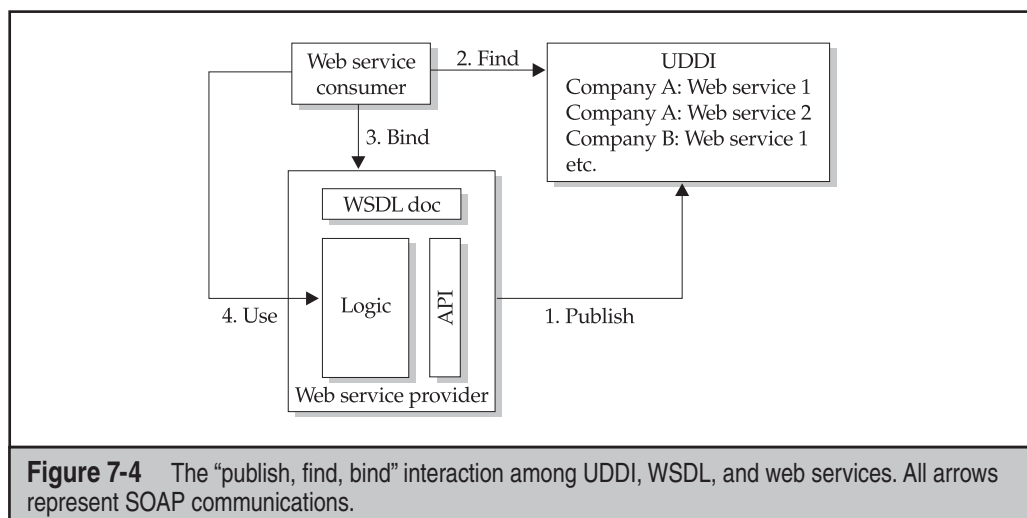 Web service
consumer
2. Find
UDDI
Company A: Web service 1
Company A: Web service 2
Company B: Web service 1
etc.
3. Bind
WSDL doc
Logic
API
4. Use
1. Publish
Web service provider
Figure 7-4 The “publish, find, bind” interaction among UDDI, WSDL, and web services. All arrows
represent SOAP communications.